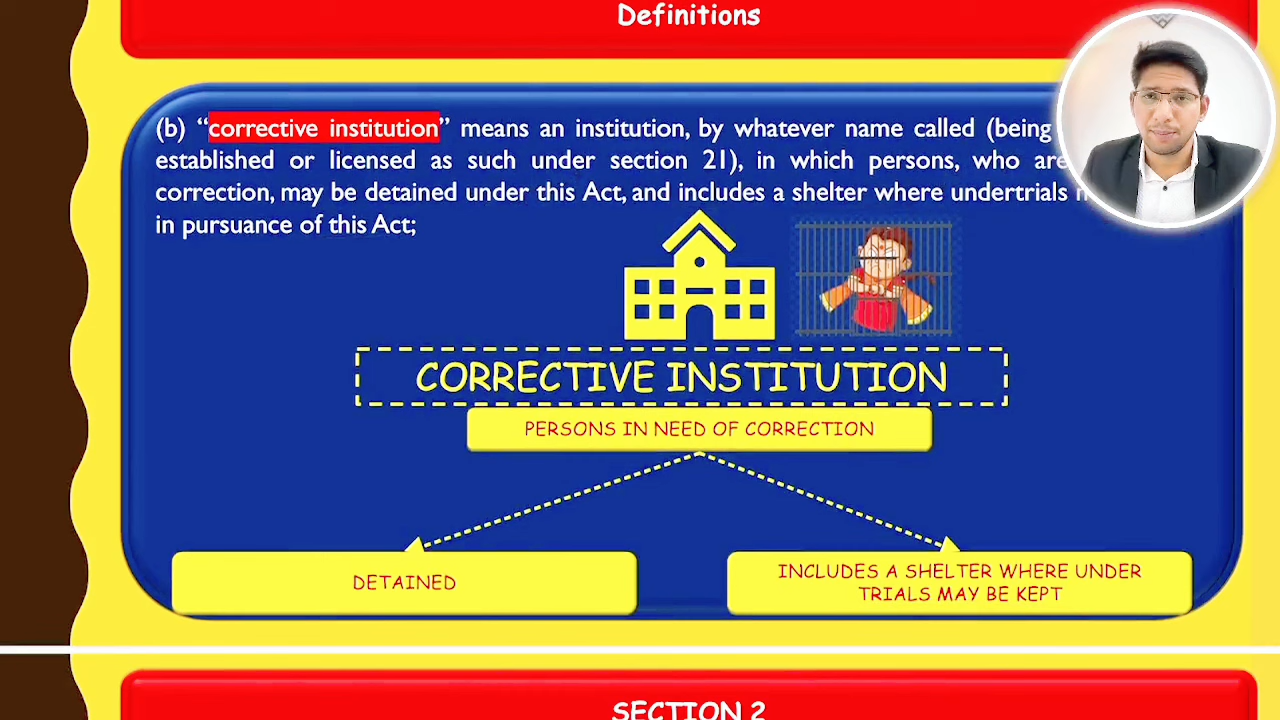 Definitions
(b) “corrective institution” means an institution, by whatever name called (being
established or licensed as such under section 21), in which persons, who are
correction, may be detained under this Act, and includes a shelter where undertrials
in pursuance of this Act;
CORRECTIVE INSTITUTION
PERSONS IN NEED OF CORRECTION
DETAINED
INCLUDES A SHELTER WHERE UNDER
TRIALS MAY BE KEPT
SECTION 2